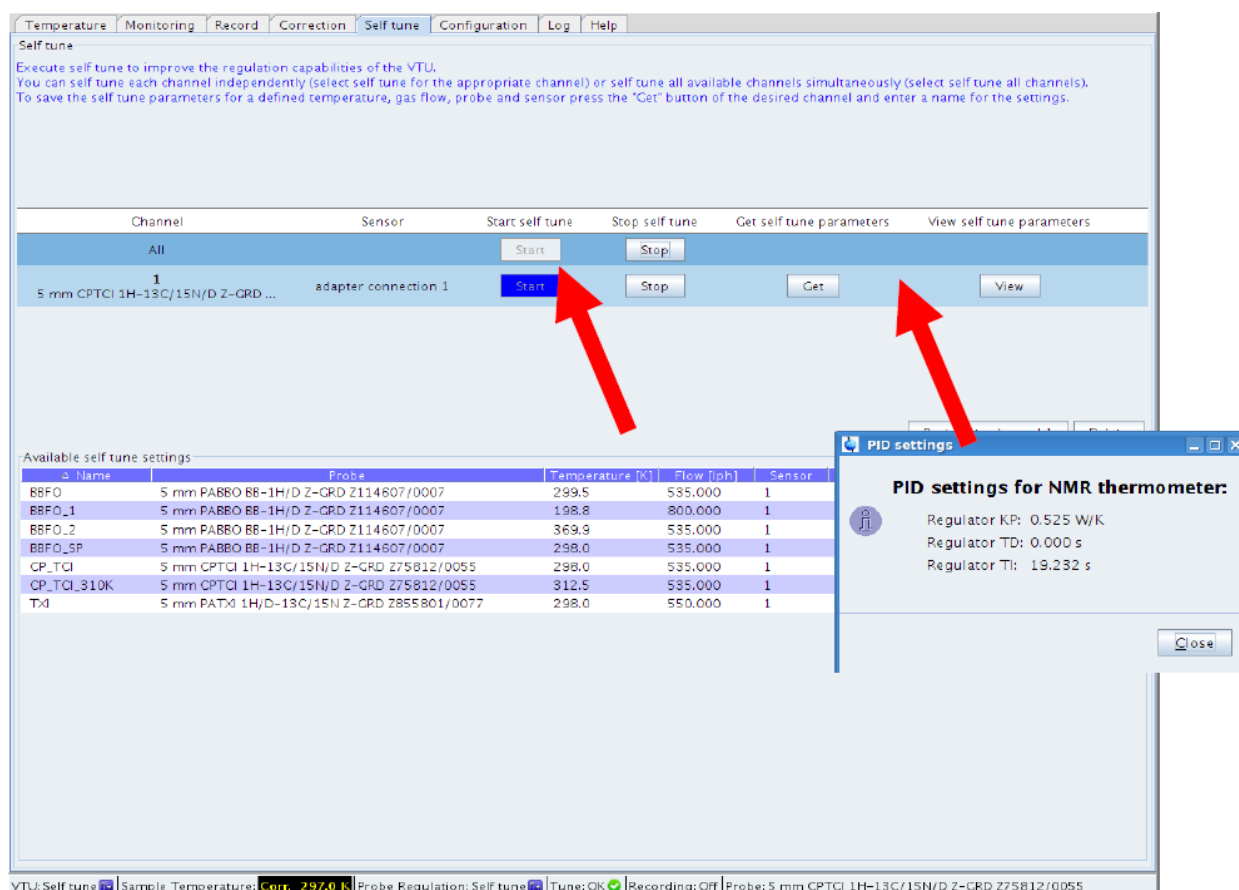 Temperature Monitoring Record Correction Self tune Configuration Log Help
Self tune
Execute self tune to improve the regulation capabilities of the VTU.
You can self tune each channel independently (select self tune for the appropriate channel) or self tune all available channels simultaneously (select self tune all channels).
To save the self tune parameters for a defined temperature, gas flow, probe and sensor press the "Get" button of the desired channel and enter a name for the settings.
Channel Sensor Start self tune Stop self tune Get self tune parameters View self tune parameters
All Start Stop
1
5 mm CPTCI 1H-13C/15N/D Z-GRD ... adapter connection 1 Start Stop Get View
Available self tune settings
Name Probe Temperature [K] Flow [lph] Sensor
BBFO 5 mm PABBO BB-1H/D Z-GRD Z114607/0007 299.5 535.000 1
BBFO_1 5 mm PABBO BB-1H/D Z-GRD Z114607/0007 198.8 800.000 1
BBFO_2 5 mm PABBO BB-1H/D Z-GRD Z114607/0007 369.9 535.000 1
BBFO_SP 5 mm PABBO BB-1H/D Z-GRD Z114607/0007 298.0 535.000 1
CP_TCI 5 mm CPTCI 1H-13C/15N/D Z-GRD Z75812/0055 298.0 535.000 1
CP_TCI_310K 5 mm CPTCI 1H-13C/15N/D Z-GRD Z75812/0055 312.5 535.000 1
TXI 5 mm PATXI 1H/D-13C/15N Z-GRD Z855801/0077 298.0 550.000 1
PID settings
PID settings for NMR thermometer:
Regulator KP: 0.525 W/K
Regulator TD: 0.000 s
Regulator TI: 19.232 s
Close
VTU: Self tune Sample Temperature: Corr. 297.0 K Probe Regulation: Self tune Tune: OK Recording: Off Probe: 5 mm CPTCI 1H-13C/15N/D Z-GRD Z75812/0055